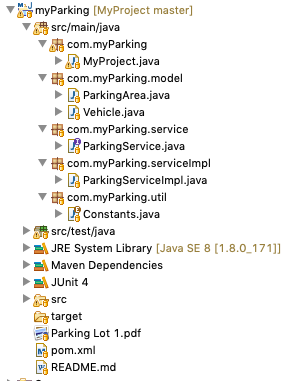 myParking [MyProject master]
src/main/java
com.myParking
MyProject.java
com.myParking.model
ParkingArea.java
Vehicle.java
com.myParking.service
ParkingService.java
com.myParking.serviceImpl
ParkingServiceImpl.java
com.myParking.util
Constants.java
src/test/java
JRE System Library [Java SE 8 [1.8.0_171]]
Maven Dependencies
JUnit 4
src
target
Parking Lot 1.pdf
pom.xml
README.md